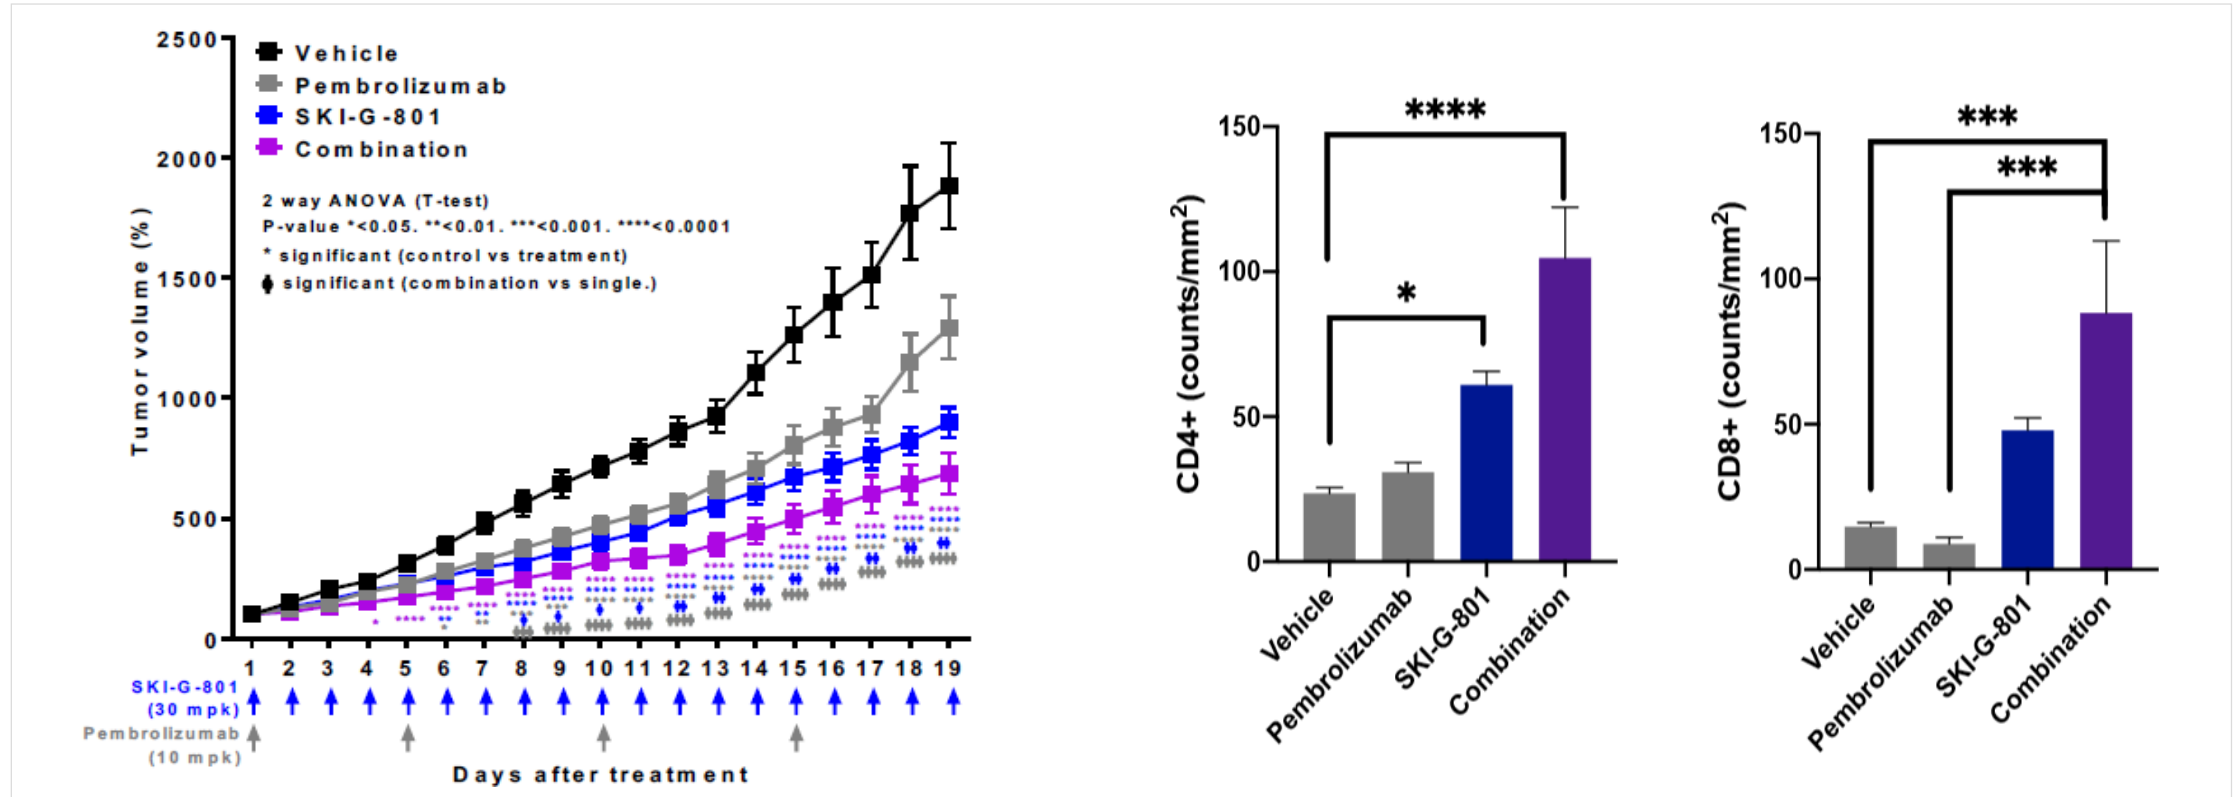 2500
2000
1500
1000
500
0
Tumor volume (%)
Vehicle
Pembrolizumab
SKI-G-801
Combination
2 way ANOVA (T-test)
P-value *<0.05. **<0.01. ***<0.001. ****<0.0001
* significant (control vs treatment)
⧫ significant (combination vs single.)
1 2 3 4 5 6 7 8 9 10 11 12 13 14 15 16 17 18 19
SKI-G-801
(30 mpk)
Pembrolizumab
(10 mpk)
Days after treatment
CD4+ (counts/mm²)
150
100
50
0
****
*
Vehicle
Pembrolizumab
SKI-G-801
Combination
CD8+ (counts/mm²)
150
100
50
0
***
***
Vehicle
Pembrolizumab
SKI-G-801
Combination